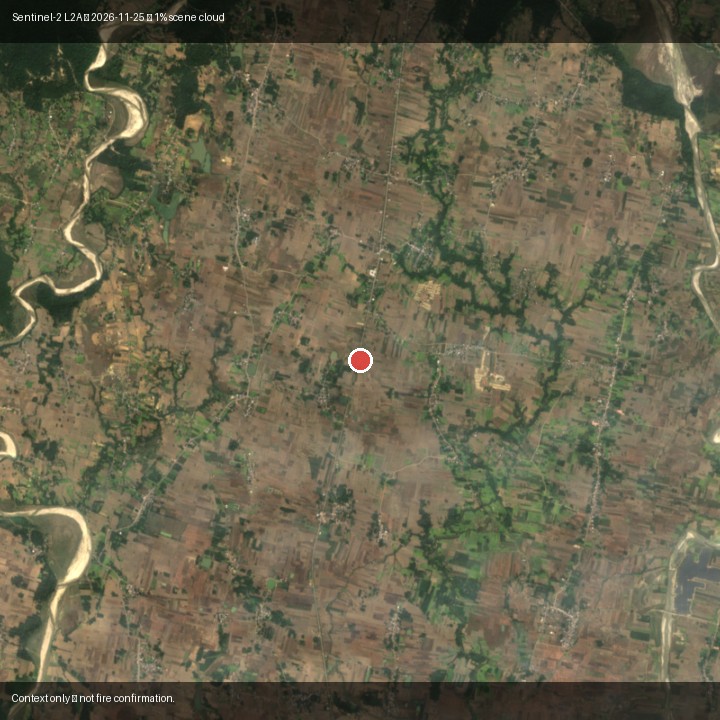 Sentinel-2 L2A � 2026-11-25 � 1% scene cloud
Context only � not fire confirmation.